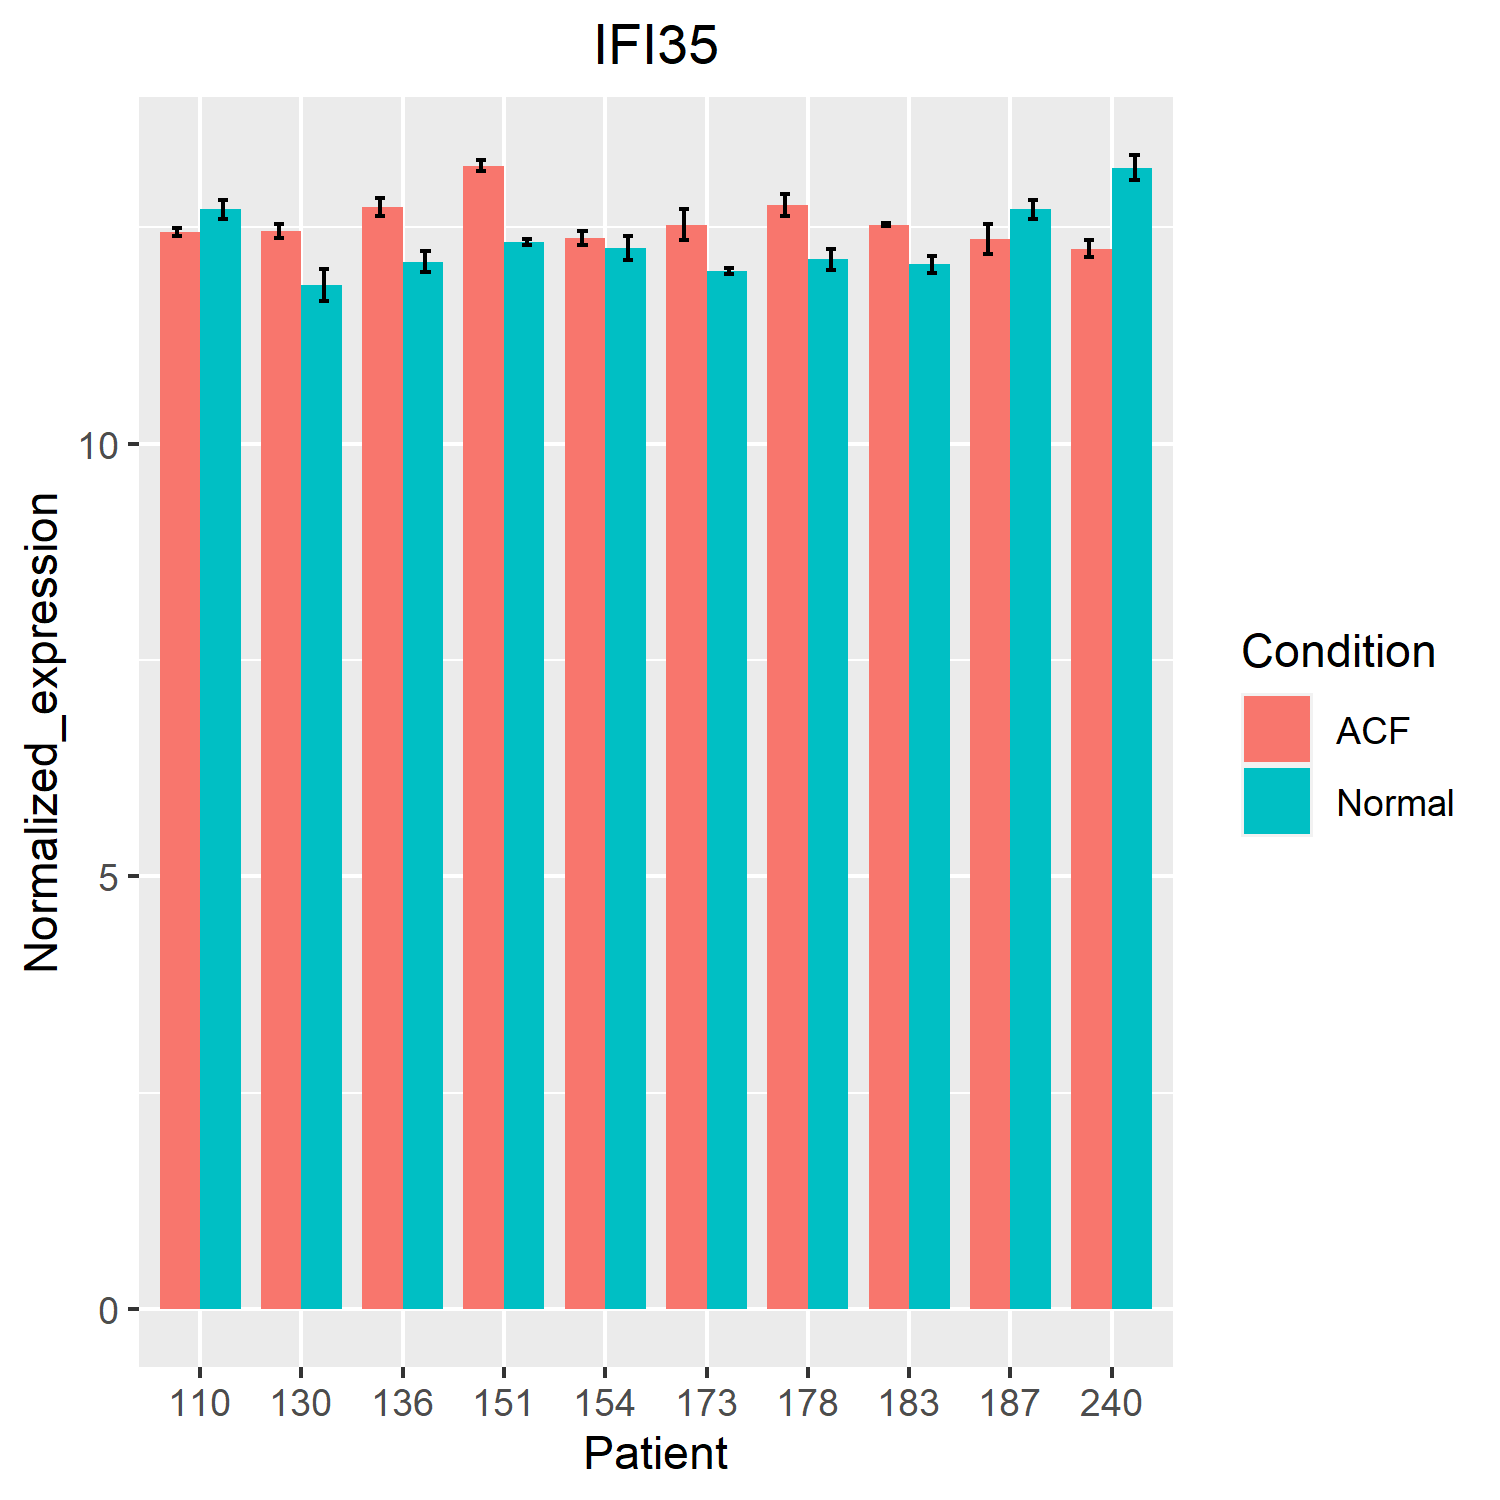 IFI35
Normalized_expression
10
5
0
110 130 136 151 154 173 178 183 187 240
Patient
Condition
ACF
Normal